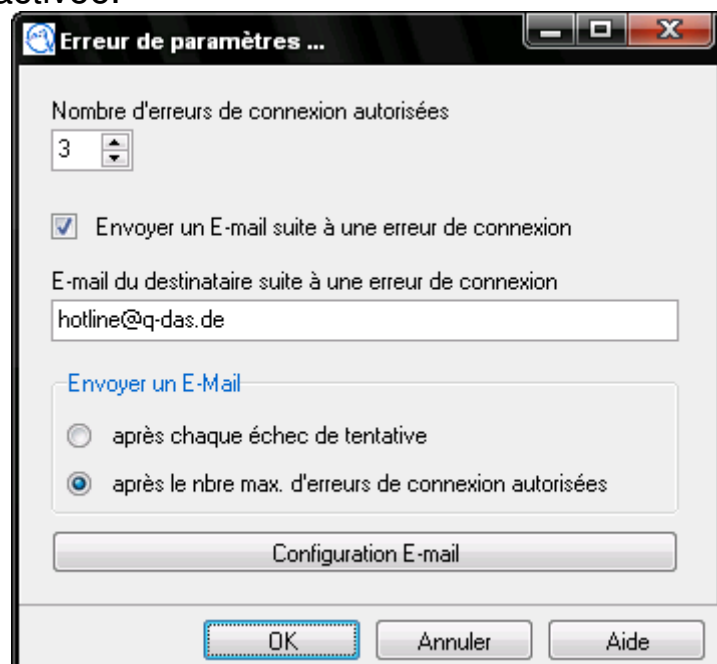 activée.
Erreur de paramètres ...
Nombre d'erreurs de connexion autorisées
3
Envoyer un E-mail suite à une erreur de connexion
E-mail du destinataire suite à une erreur de connexion
hotline@q-das.de
Envoyer un E-Mail
après chaque échec de tentative
après le nbre max. d'erreurs de connexion autorisées
Configuration E-mail
OK Annuler Aide